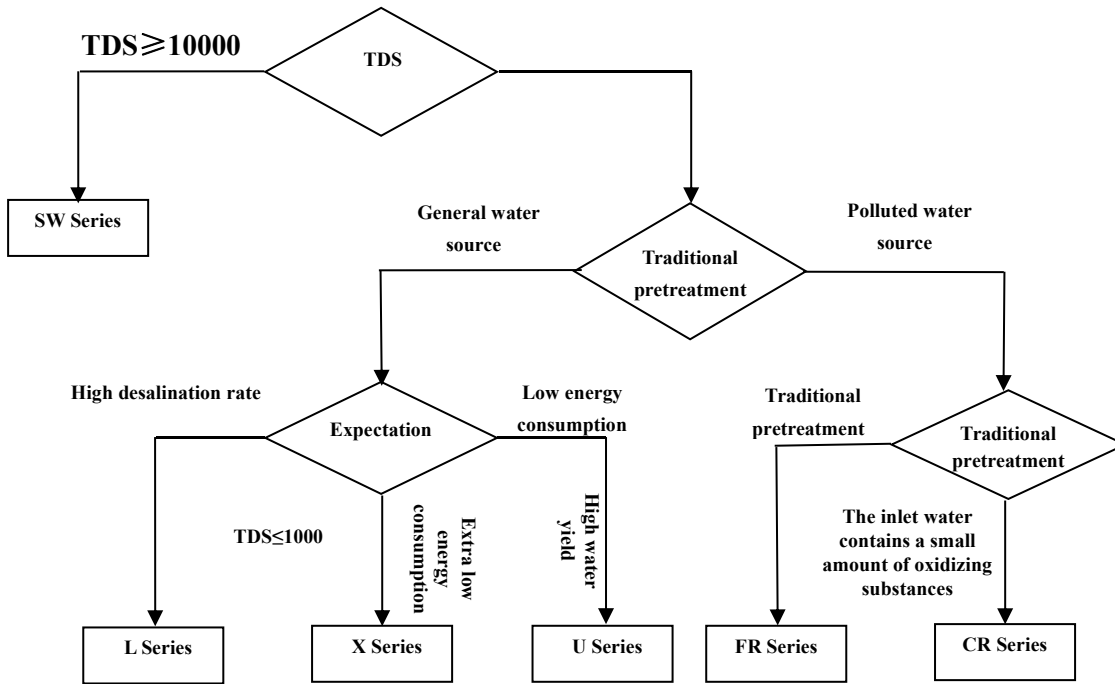 TDS≥10000
TDS
SW Series
General water
source
Polluted water
source
Traditional
pretreatment
High desalination rate
Low energy
consumption
Expectation
Traditional
pretreatment
Traditional
pretreatment
TDS≤1000
Extra low
energy
consumption
High water
yield
The inlet water
contains a small
amount of oxidizing
substances
L Series
X Series
U Series
FR Series
CR Series